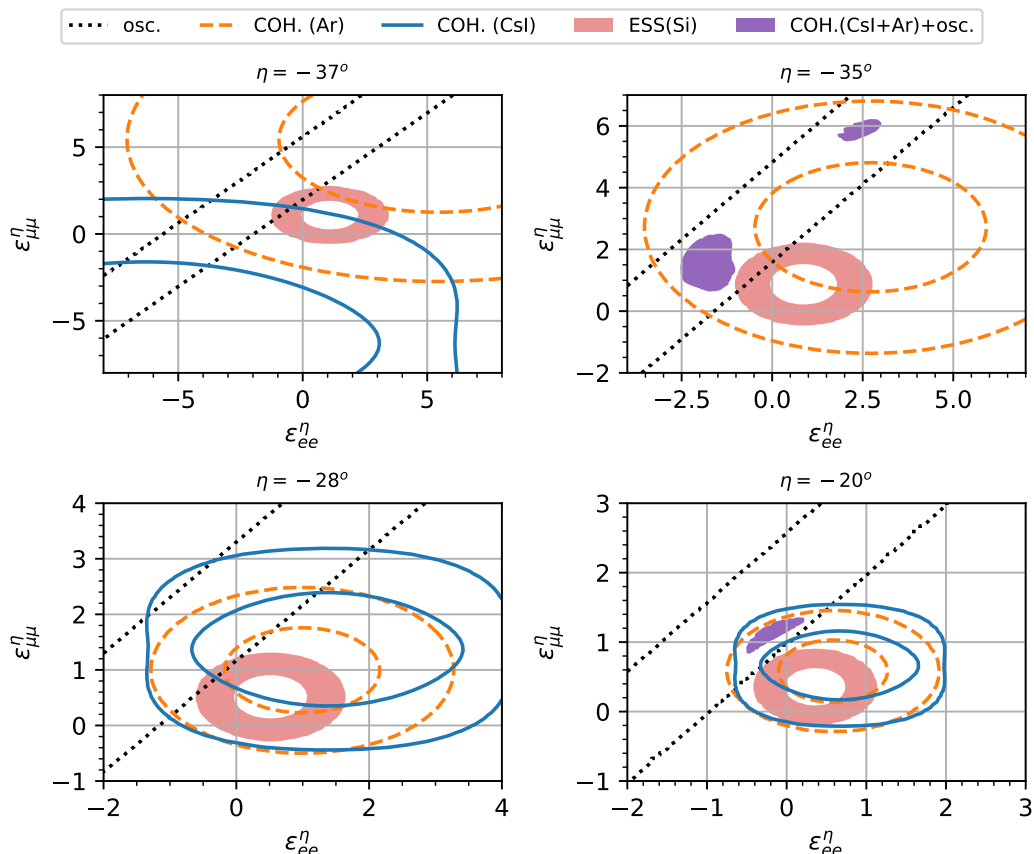 osc. COH. (Ar) COH. (CsI) ESS(Si) COH.(CsI+Ar)+osc.
η = −37°
η = −35°
5
0
−5
ε^η_μμ
−5 0 5
ε^η_ee
6
4
2
0
−2
ε^η_μμ
−2.5 0.0 2.5 5.0
ε^η_ee
η = −28°
η = −20°
4
3
2
1
0
−1
ε^η_μμ
−2 0 2 4
ε^η_ee
3
2
1
0
−1
ε^η_μμ
−2 −1 0 1 2 3
ε^η_ee